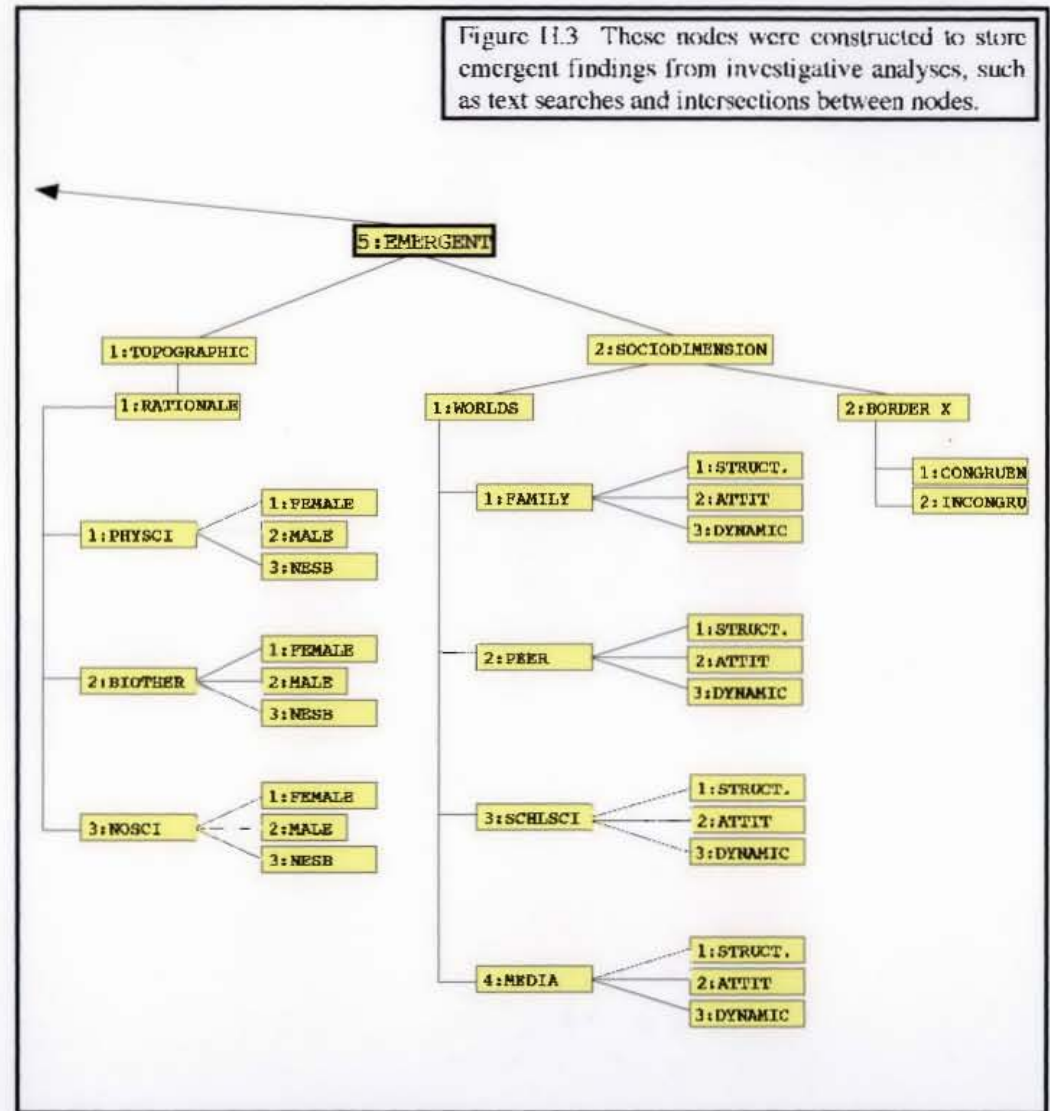 Figure H.3 These nodes were constructed to store
emergent findings from investigative analyses, such
as text searches and intersections between nodes.
5:EMERGENT
1:TOPOGRAPHIC
2:SOCIODIMENSION
1:RATIONALE
1:WORLDS
2:BORDER X
1:PHYSCI
1:FEMALE
2:MALE
3:NESB
2:BIOTHER
1:FEMALE
2:MALE
3:NESB
3:NOSCI
1:FEMALE
2:MALE
3:NESB
1:FAMILY
1:STRUCT.
2:ATTIT
3:DYNAMIC
2:PEER
1:STRUCT.
2:ATTIT
3:DYNAMIC
3:SCHLSCI
1:STRUCT.
2:ATTIT
3:DYNAMIC
4:MEDIA
1:STRUCT.
2:ATTIT
3:DYNAMIC
1:CONGRUEN
2:INCONGRU